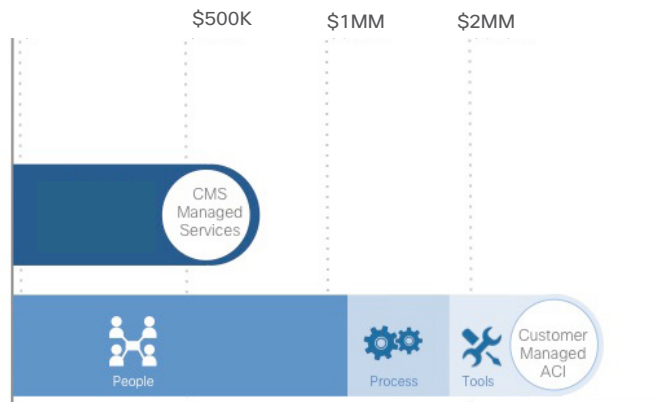 $500K
$1MM
$2MM
CMS
Managed
Services
People
Process
Tools
Customer
Managed
ACI